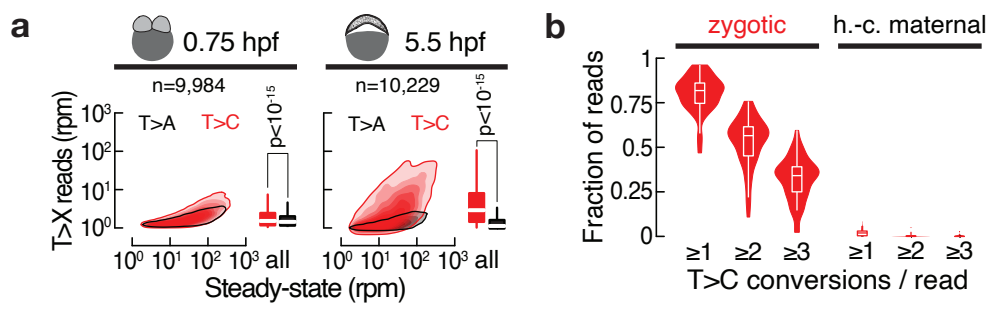 a
0.75 hpf
5.5 hpf
n=9,984
n=10,229
T>X reads (rpm)
10³
10²
10¹
10⁰
T>A
T>C
p<10⁻¹⁵
T>A
T>C
p<10⁻¹⁵
10⁰ 10¹ 10² 10³ all
10⁰ 10¹ 10² 10³ all
Steady-state (rpm)
b
zygotic
h.-c. maternal
Fraction of reads
1
0.75
0.5
0.25
0
≥1 ≥2 ≥3 ≥1 ≥2 ≥3
T>C conversions / read